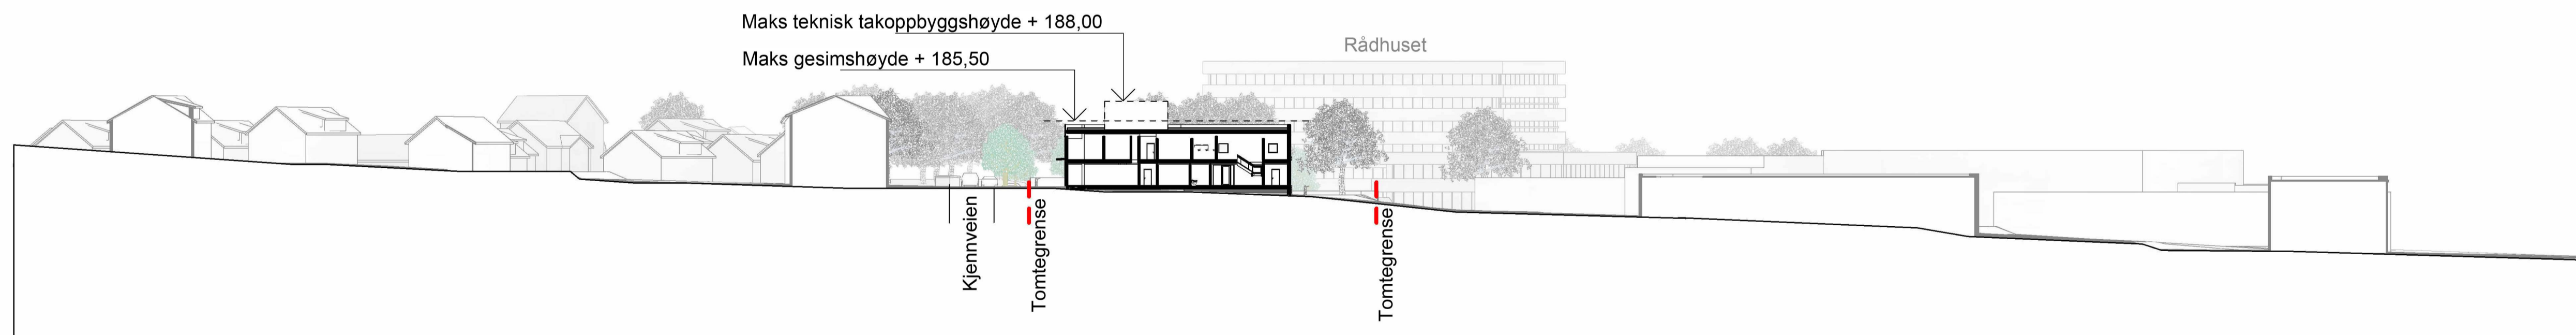 Maks teknisk takoppbyggshøyde + 188,00
Rådhuset
Maks gesimshøyde + 185,50
Kjennveien
Tomtegrense
Tomtegrense